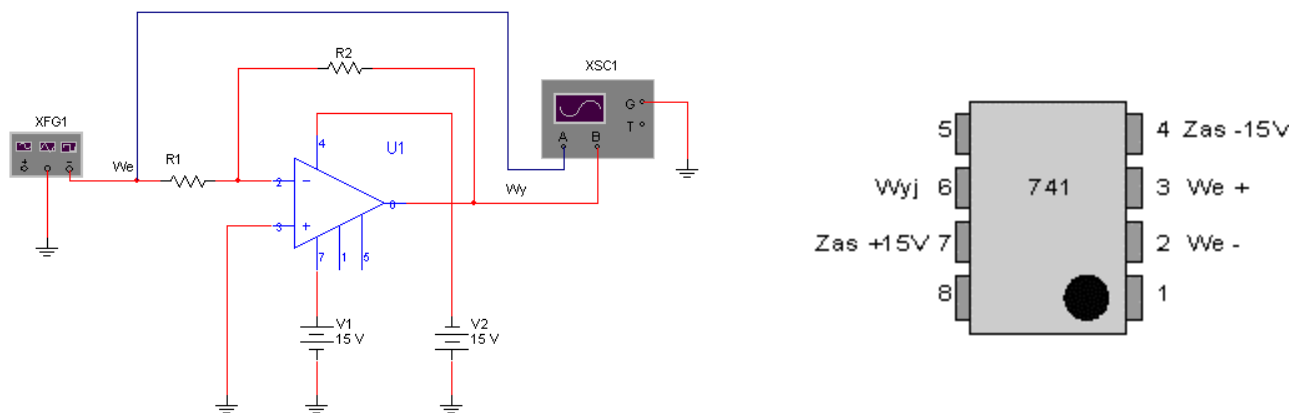 R2
XSC1
G
T
A
B
XFG1
+
-
We
R1
4
U1
2
-
3
+
6
7
1
5
Wy
V1
15 V
V2
15 V
5
4 Zas -15V
Wyj 6
741
3 We +
Zas +15V 7
2 We -
8
1